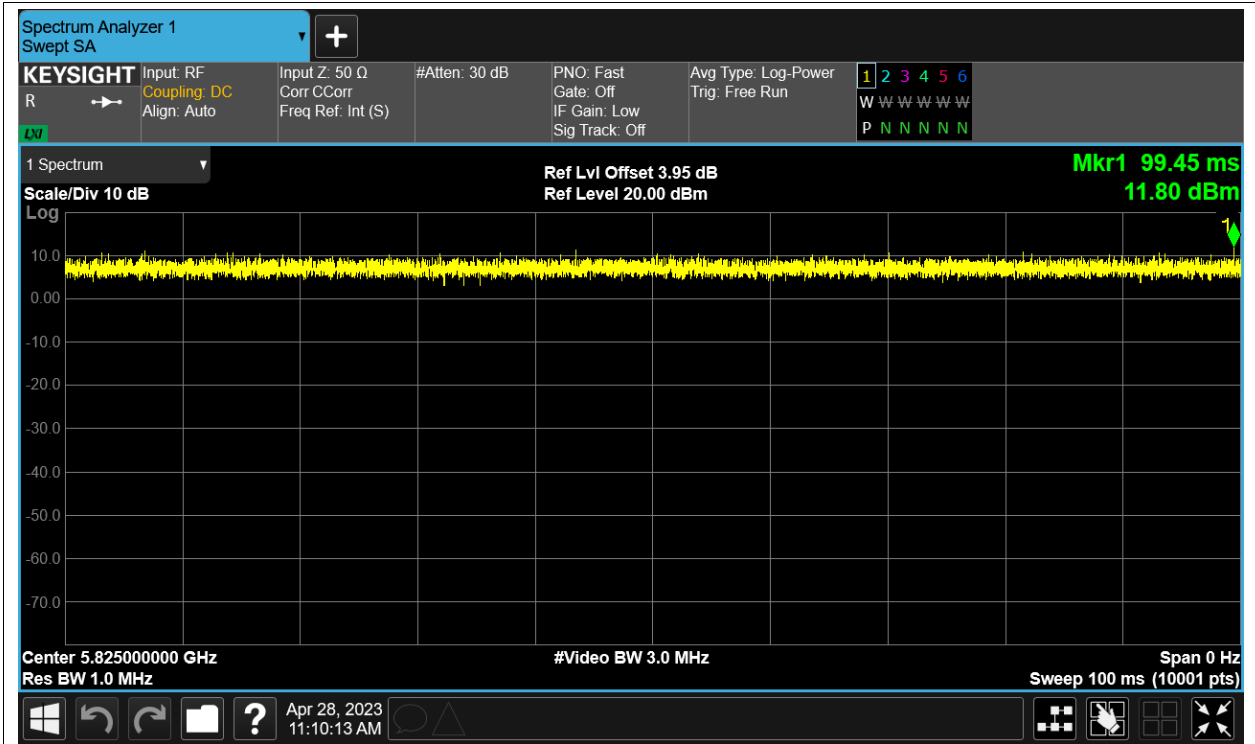 Spectrum Analyzer 1
Swept SA
KEYSIGHT
R
LXI
Input: RF
Coupling: DC
Align: Auto
Input Z: 50 Ω
Corr CCorr
Freq Ref: Int (S)
#Atten: 30 dB
PNO: Fast
Gate: Off
IF Gain: Low
Sig Track: Off
Avg Type: Log-Power
Trig: Free Run
1 2 3 4 5 6
W W W W W W
P N N N N N
1 Spectrum
Scale/Div 10 dB
Log
Ref Lvl Offset 3.95 dB
Ref Level 20.00 dBm
Mkr1 99.45 ms
11.80 dBm
1
10.0
0.00
-10.0
-20.0
-30.0
-40.0
-50.0
-60.0
-70.0
Center 5.825000000 GHz
#Video BW 3.0 MHz
Span 0 Hz
Res BW 1.0 MHz
Sweep 100 ms (10001 pts)
?
Apr 28, 2023
11:10:13 AM